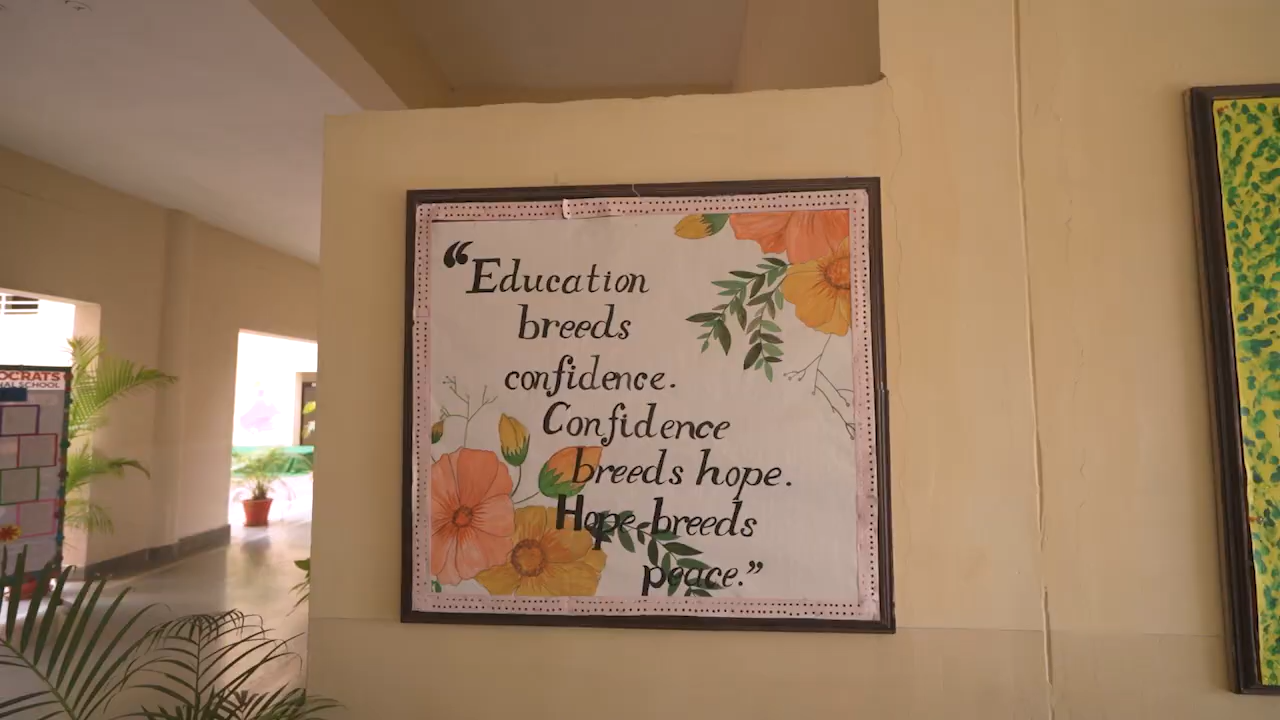 OCRATS
NAL SCHOOL
“Education
breeds
confidence.
Confidence
breeds hope.
Hope breeds
peace.”